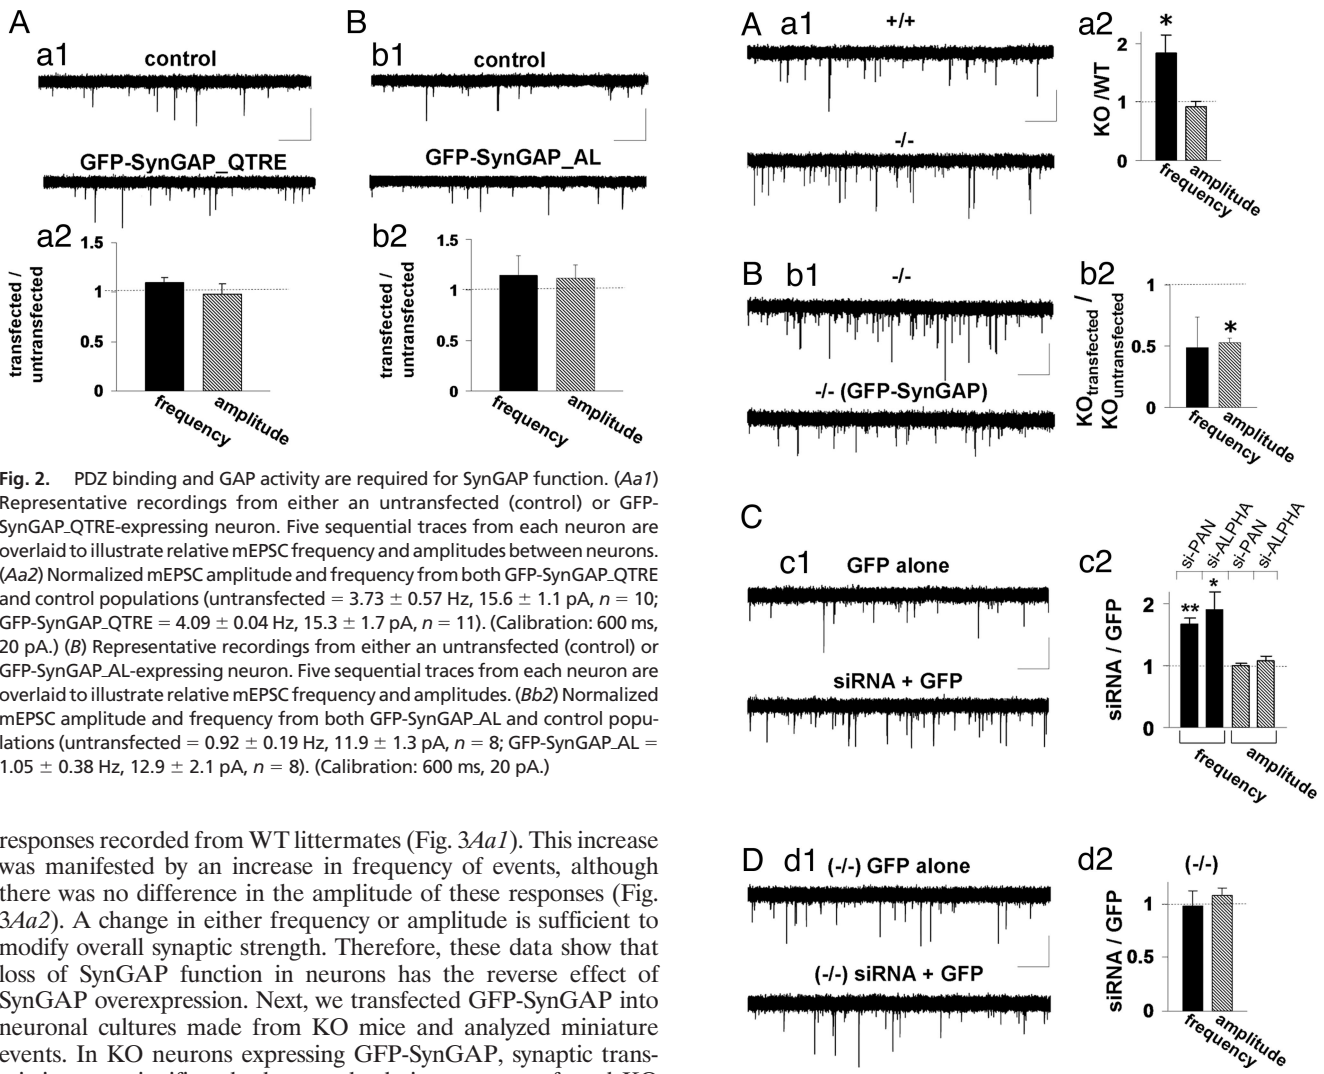 A
a1
control
GFP-SynGAP_QTRE
a2
1.5
1
0.5
0
transfected /
untransfected
frequency
amplitude
B
b1
control
GFP-SynGAP_AL
b2
1.5
1
0.5
0
transfected /
untransfected
frequency
amplitude
Fig. 2. PDZ binding and GAP activity are required for SynGAP function. (Aa1)
Representative recordings from either an untransfected (control) or GFP-
SynGAP_QTRE-expressing neuron. Five sequential traces from each neuron are
overlaid to illustrate relative mEPSC frequency and amplitudes between neurons.
(Aa2) Normalized mEPSC amplitude and frequency from both GFP-SynGAP_QTRE
and control populations (untransfected = 3.73 ± 0.57 Hz, 15.6 ± 1.1 pA, n = 10;
GFP-SynGAP_QTRE = 4.09 ± 0.04 Hz, 15.3 ± 1.7 pA, n = 11). (Calibration: 600 ms,
20 pA.) (B) Representative recordings from either an untransfected (control) or
GFP-SynGAP_AL-expressing neuron. Five sequential traces from each neuron are
overlaid to illustrate relative mEPSC frequency and amplitudes. (Bb2) Normalized
mEPSC amplitude and frequency from both GFP-SynGAP_AL and control popu-
lations (untransfected = 0.92 ± 0.19 Hz, 11.9 ± 1.3 pA, n = 8; GFP-SynGAP_AL =
1.05 ± 0.38 Hz, 12.9 ± 2.1 pA, n = 8). (Calibration: 600 ms, 20 pA.)
responses recorded from WT littermates (Fig. 3Aa1). This increase
was manifested by an increase in frequency of events, although
there was no difference in the amplitude of these responses (Fig.
3Aa2). A change in either frequency or amplitude is sufficient to
modify overall synaptic strength. Therefore, these data show that
loss of SynGAP function in neurons has the reverse effect of
SynGAP overexpression. Next, we transfected GFP-SynGAP into
neuronal cultures made from KO mice and analyzed miniature
events. In KO neurons expressing GFP-SynGAP, synaptic trans-
A
a1
+/+
-/-
a2
*
2
1
0
KO /WT
frequency
amplitude
B
b1
-/-
-/- (GFP-SynGAP)
b2
*
1
0.5
0
KOtransfected /
KOuntransfected
frequency
amplitude
C
c1
GFP alone
siRNA + GFP
c2
si-PAN
si-ALPHA
si-PAN
si-ALPHA
**
*
2
1
0
siRNA / GFP
frequency
amplitude
D
d1
(-/-) GFP alone
(-/-) siRNA + GFP
d2
(-/-)
1
0.5
0
siRNA / GFP
frequency
amplitude